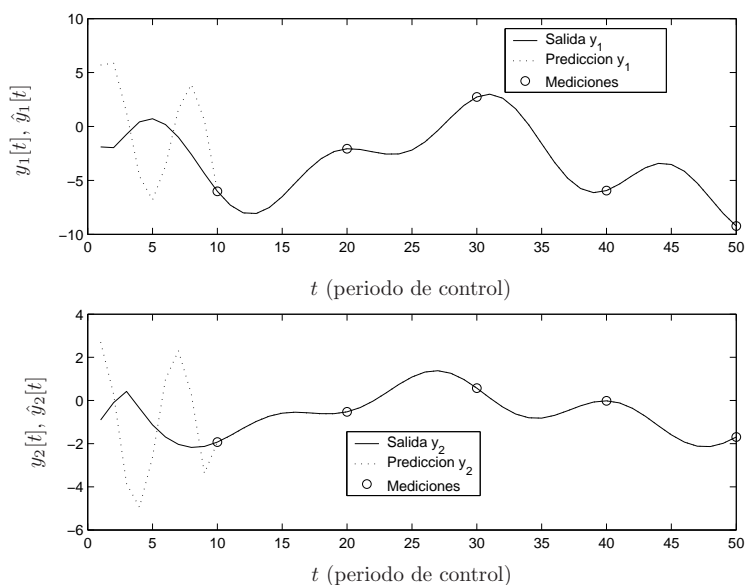 10
5
0
−5
−10
y₁[t], ŷ₁[t]
Salida y₁
Prediccion y₁
Mediciones
0 5 10 15 20 25 30 35 40 45 50
t (periodo de control)
4
2
0
−2
−4
−6
y₂[t], ŷ₂[t]
Salida y₂
Prediccion y₂
Mediciones
0 5 10 15 20 25 30 35 40 45 50
t (periodo de control)